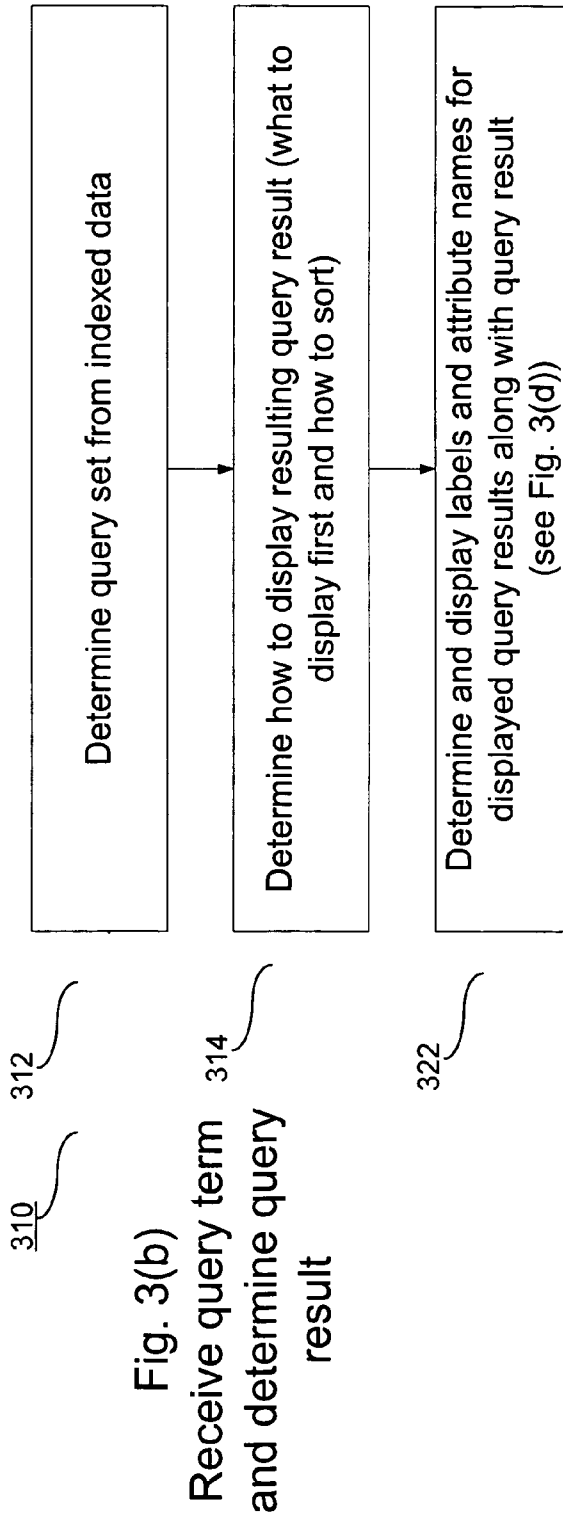 310
Fig. 3(b)
Receive query term
and determine query
result
312
Determine query set from indexed data
314
Determine how to display resulting query result (what to
display first and how to sort)
322
Determine and display labels and attribute names for
displayed query results along with query result
(see Fig. 3(d))